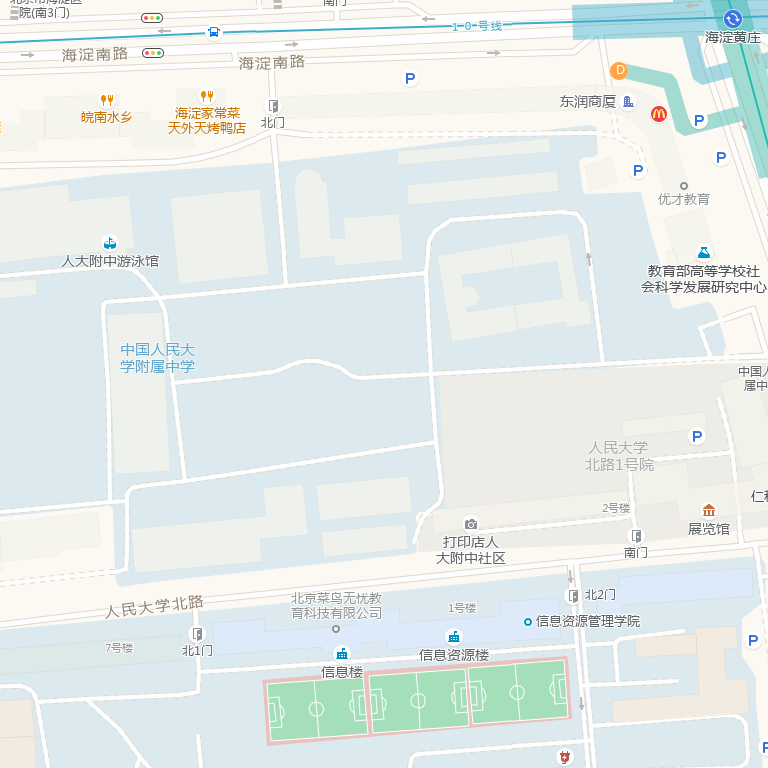 北京市海淀区
院(南3门)
南门
10号线
海淀黄庄
海淀南路
海淀南路
D
P
东润商厦
皖南水乡
海淀家常菜
天外天烤鸭店
北门
P
P
P
优才教育
人大附中游泳馆
教育部高等学校社
会科学发展研究中心
中国人民大
学附属中学
中国人
属中
P
人民大学
北路1号院
仁和
2号楼
展览馆
打印店人
大附中社区
南门
人民大学北路
北京菜鸟无忧教
育科技有限公司
1号楼
北2门
信息资源管理学院
7号楼
北1门
信息楼
信息资源楼
P
P